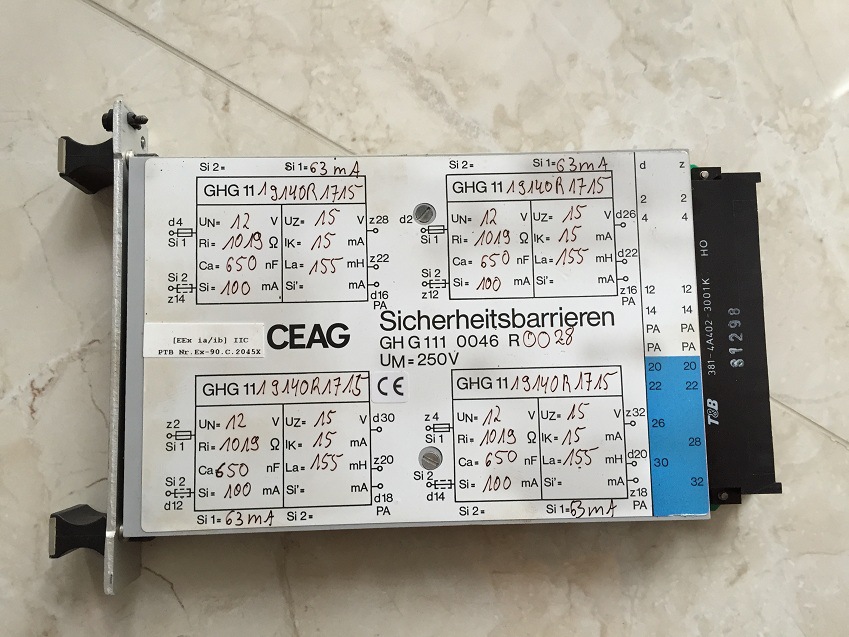 Si 2= Si 1=63mA
GHG 11 19140R1715
UN= 12 V UZ= 15 V
Ri= 1019 Ω IK= 15 mA
Ca= 650 nF La= 155 mH
Si= 100 mA Si'= mA
d4
Si 1
Si 2
z14
z28
z22
d16
PA
Si 2= Si 1=63mA
GHG 11 19140R1715
UN= 12 V UZ= 15 V
Ri= 1019 Ω IK= 15 mA
Ca= 650 nF La= 155 mH
Si= 100 mA Si'= mA
d2
Si 1
Si 2
z12
d26
d22
z16
PA
[EEx ia/ib] IIC
PTB Nr.Ex-90.C.2045X
CEAG
Sicherheitsbarrieren
GHG 111 0046 R0028
UM=250V
CE
GHG 11 19140R1715
UN= 12 V UZ= 15 V
Ri= 1019 Ω IK= 15 mA
Ca= 650 nF La= 155 mH
Si= 100 mA Si'= mA
Si 1=63mA Si 2=
z2
Si 1
Si 2
d12
d30
z20
d18
PA
GHG 11 19140R1715
UN= 12 V UZ= 15 V
Ri= 1019 Ω IK= 15 mA
Ca= 650 nF La= 155 mH
Si= 100 mA Si'= mA
Si 2= Si 1=63mA
z4
Si 1
Si 2
d14
z32
d20
z18
PA
d z
2 2
4 4
12 12
14 14
PA PA
PA PA
20 20
22 22
26
28
30
32
T&B 381-4A402-3001K HO
81298